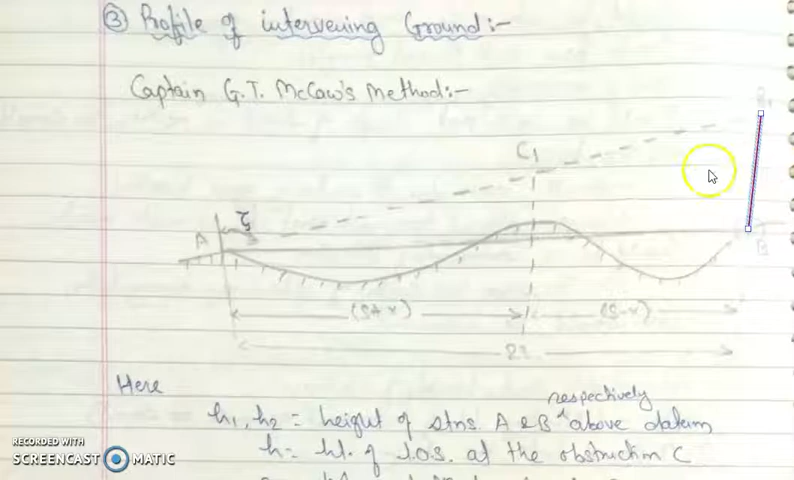 ③ Profile of intervening Ground:-
Captain G.T. McCaw's Method:-
C₁
A
ξ
B
(S+x) (S-x)
2S
Here
respectively
h₁, h₂ = height of stns. A & B ^ above datum
h = ht. of l.o.s. at the obstruction C
RECORDED WITH
SCREENCAST O MATIC